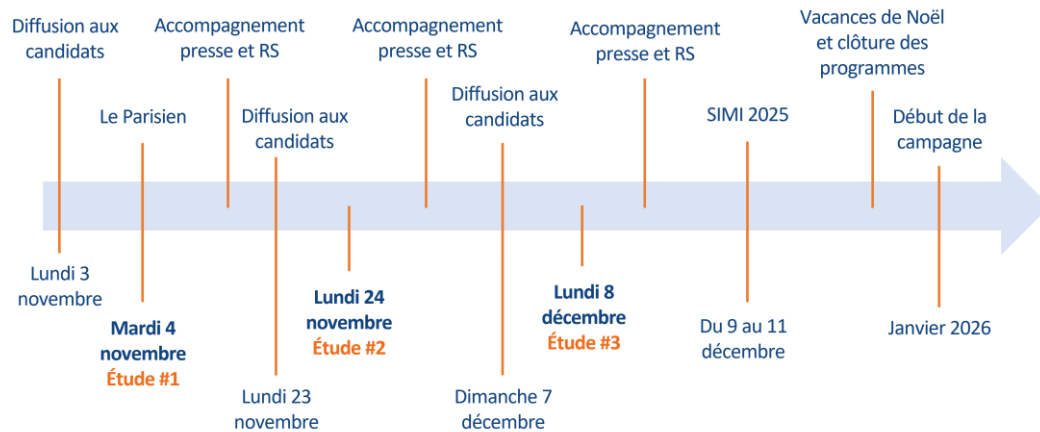 Diffusion aux
candidats
Accompagnement
presse et RS
Accompagnement
presse et RS
Accompagnement
presse et RS
Vacances de Noël
et clôture des
programmes
Le Parisien
Diffusion aux
candidats
Diffusion aux
candidats
SIMI 2025
Début de la
campagne
Lundi 3
novembre
Mardi 4
novembre
Étude #1
Lundi 23
novembre
Lundi 24
novembre
Étude #2
Dimanche 7
décembre
Lundi 8
décembre
Étude #3
Du 9 au 11
décembre
Janvier 2026